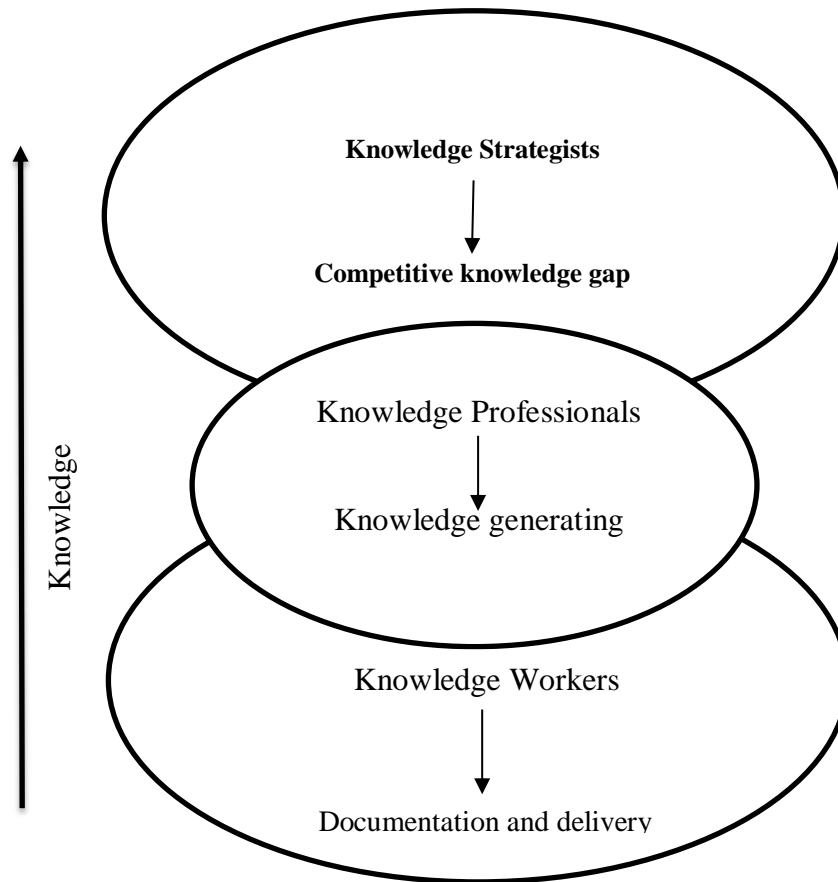 Knowledge Strategists
Competitive knowledge gap
Knowledge Professionals
Knowledge generating
Knowledge
Knowledge Workers
Documentation and delivery